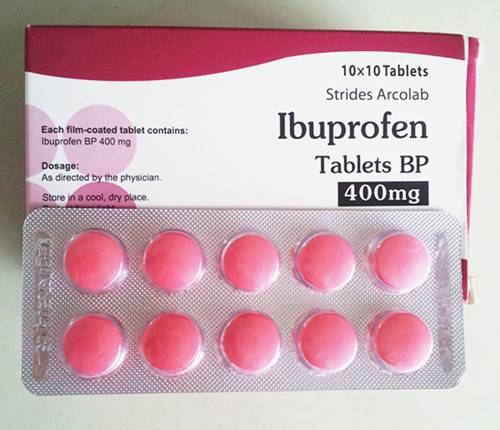 10×10 Tablets
Strides Arcolab
Ibuprofen
Tablets BP
400mg
Each film-coated tablet contains:
Ibuprofen BP 400 mg
Dosage:
As directed by the physician.
Store in a cool, dry place.